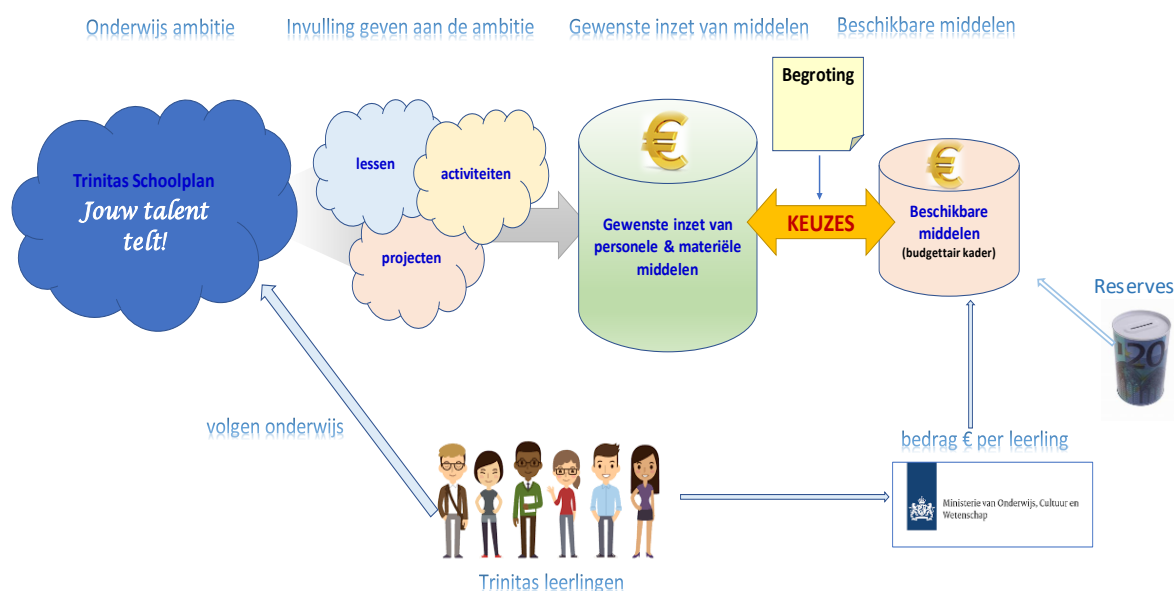 Onderwijs ambitie
Invulling geven aan de ambitie
Gewenste inzet van middelen
Beschikbare middelen
Begroting
Trinitas Schoolplan
Jouw talent
telt!
lessen
activiteiten
projecten
Gewenste inzet van
personele & materiële
middelen
KEUZES
Beschikbare
middelen
(budgettair kader)
Reserves
20
volgen onderwijs
bedrag € per leerling
Ministerie van Onderwijs, Cultuur en
Wetenschap
Trinitas leerlingen